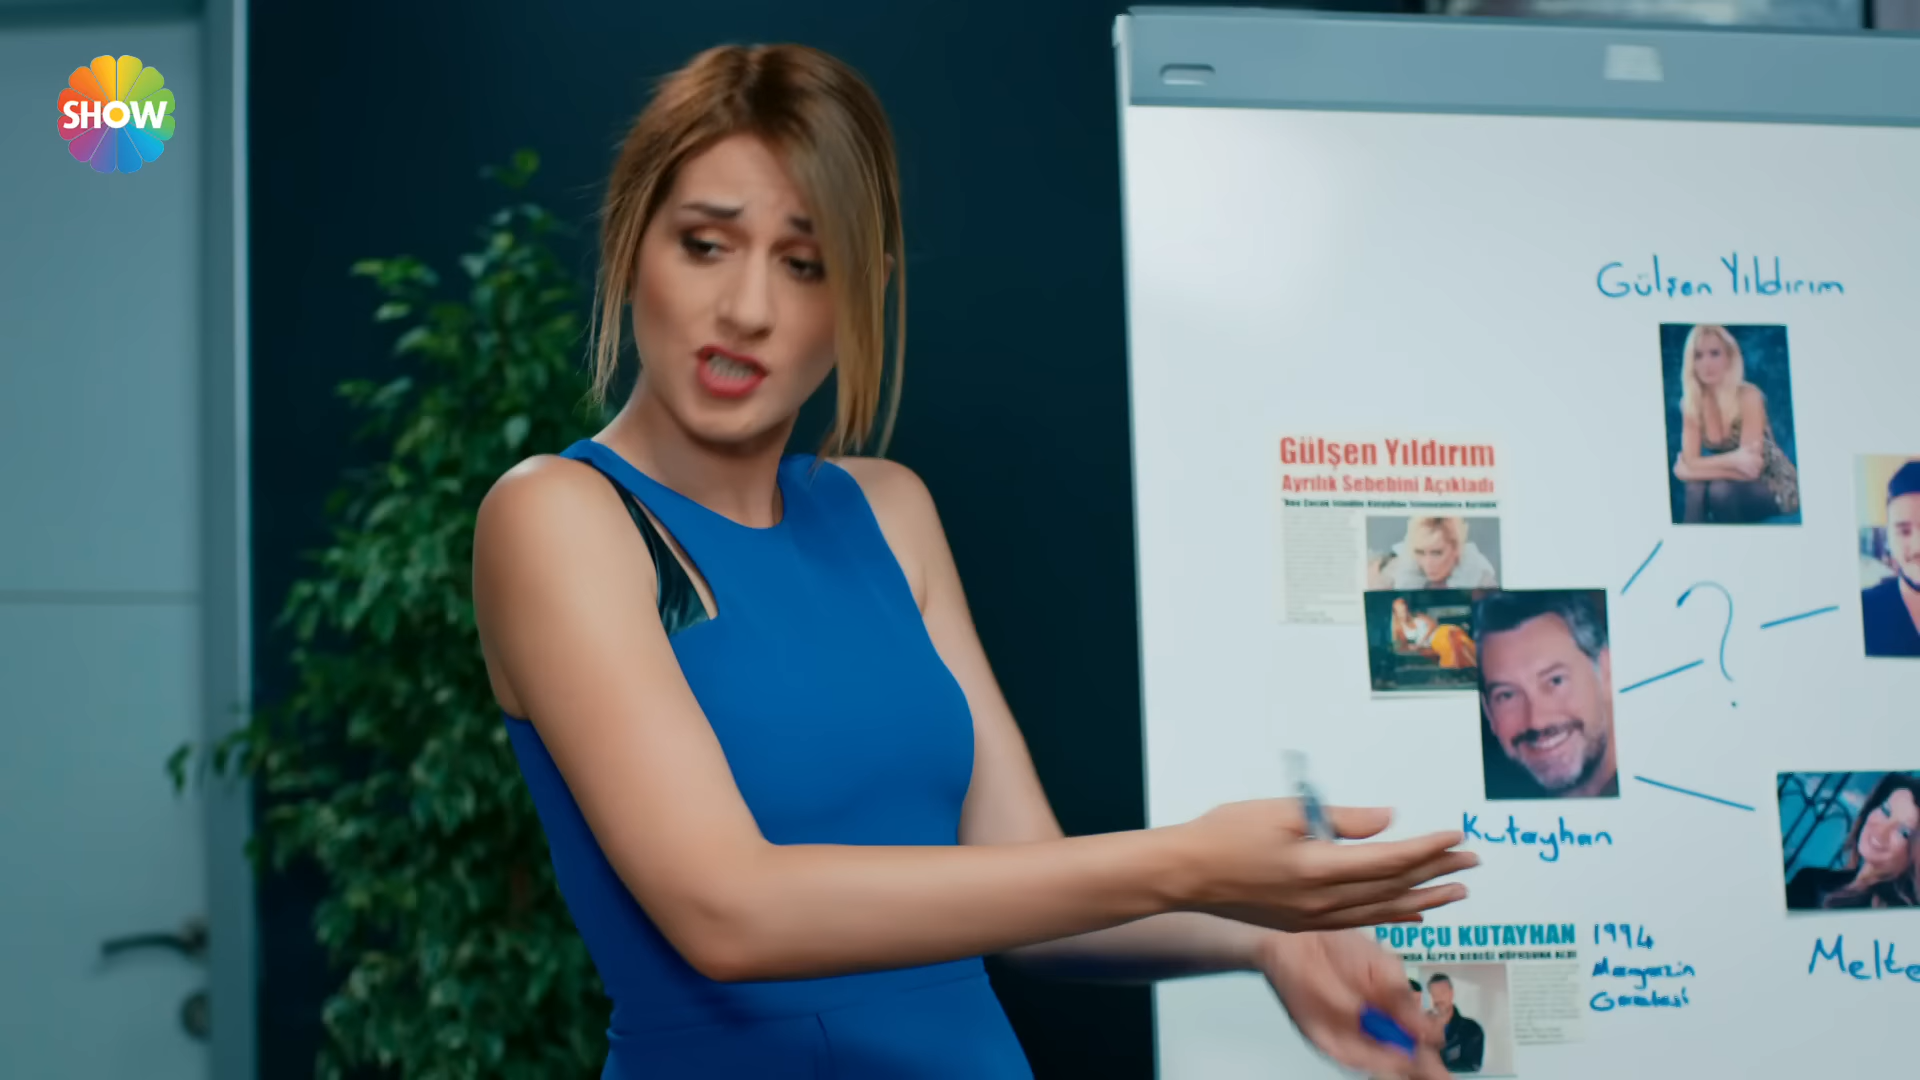 SHOW
Gülşen Yıldırım
Gülşen Yıldırım
Ayrılık Sebebini Açıkladı
Kutayhan
POPÇU KUTAYHAN
1994
Magazin
Gazetesi
Melte